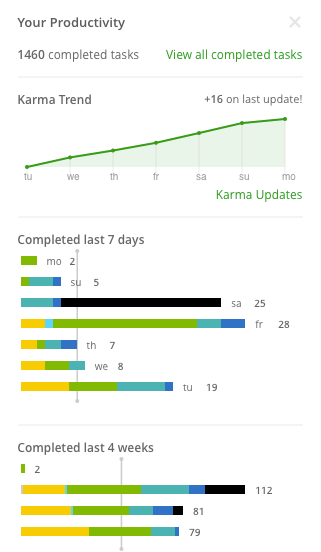 Your Productivity ×
1460 completed tasks View all completed tasks
Karma Trend +16 on last update!
tu we th fr sa su mo
Karma Updates
Completed last 7 days
mo 2
su 5
sa 25
fr 28
th 7
we 8
tu 19
Completed last 4 weeks
2
112
81
79